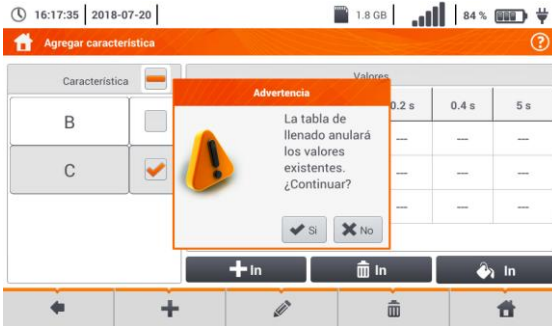 16:17:35 2018-07-20 1.8 GB 84 %
Agregar característica
?
Característica Valores
0.2 s 0.4 s 5 s
B --- --- ---
C --- --- ---
--- --- ---
Advertencia
La tabla de
llenado anulará
los valores
existentes.
¿Continuar?
Si No
In In In